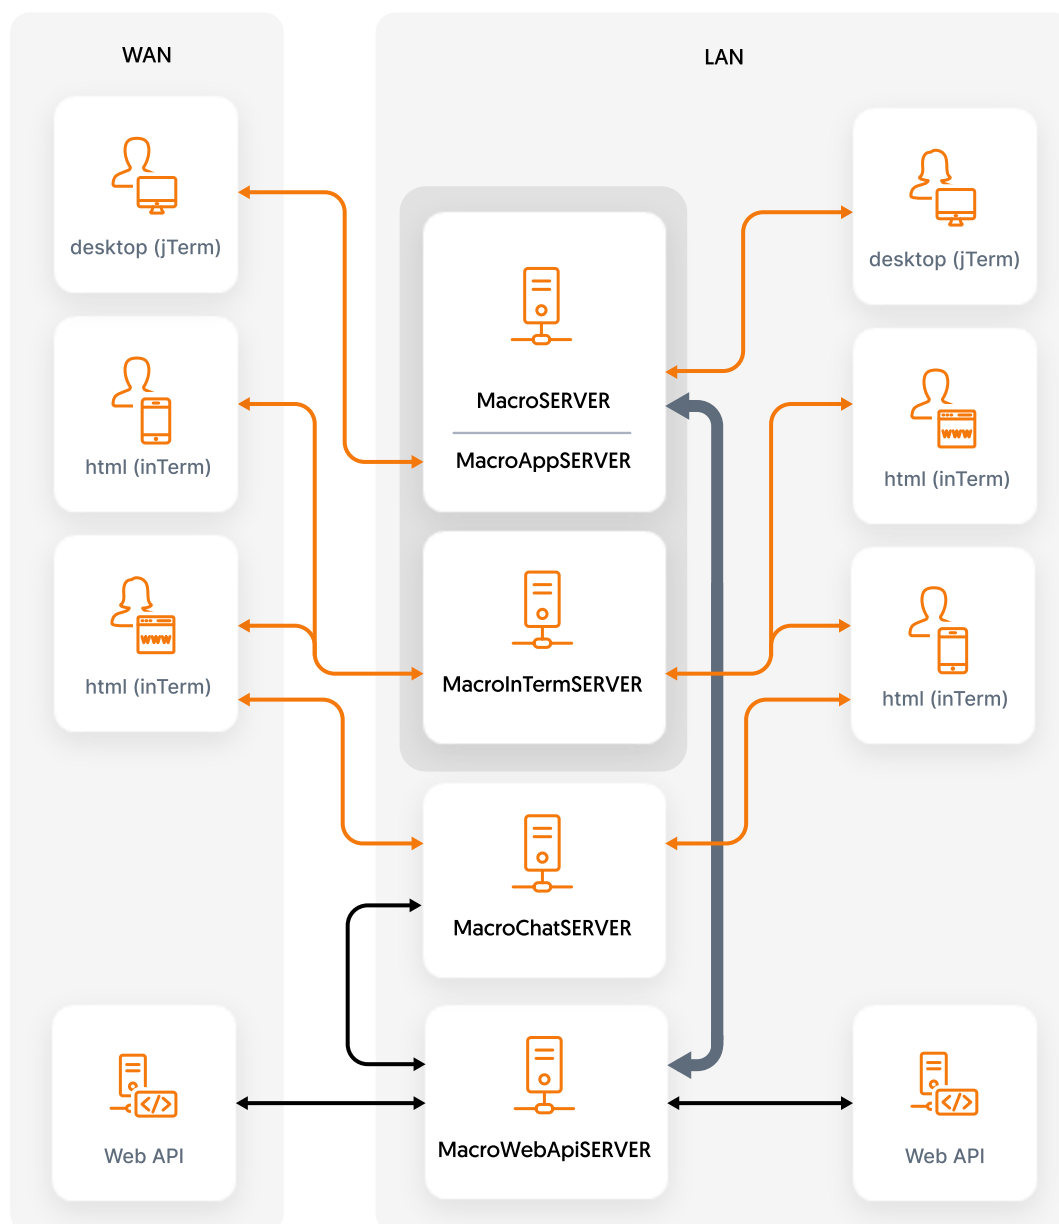 WAN
LAN
desktop (jTerm)
html (inTerm)
www
html (inTerm)
MacroSERVER
MacroAppSERVER
MacroInTermSERVER
MacroChatSERVER
MacroWebApiSERVER
desktop (jTerm)
www
html (inTerm)
html (inTerm)
</>
Web API
</>
Web API